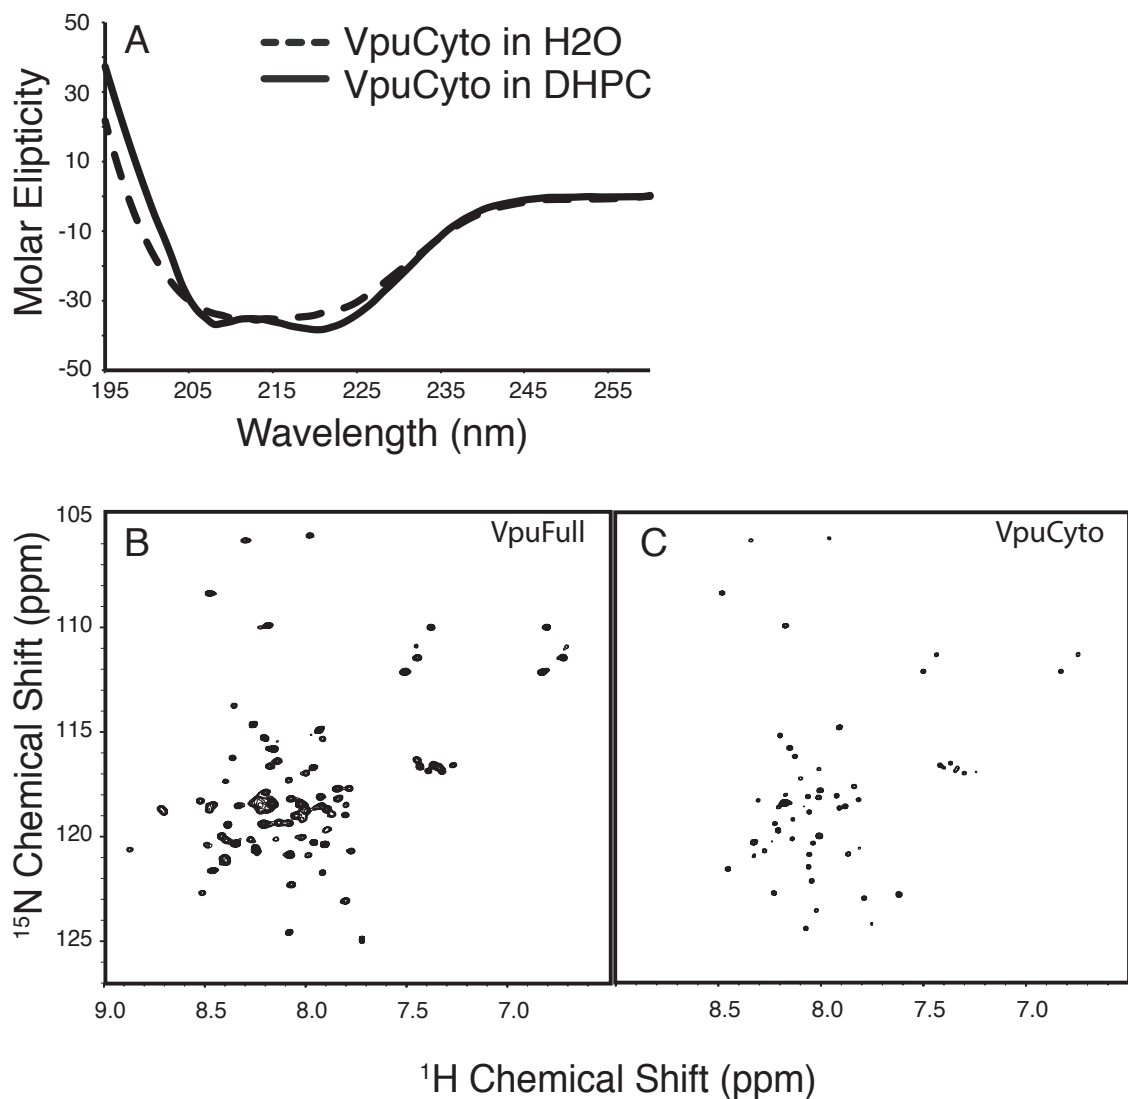 A
VpuCyto in H2O
VpuCyto in DHPC
Molar Elipticity
50
30
10
-10
-30
-50
195 205 215 225 235 245 255
Wavelength (nm)
B
VpuFull
C
VpuCyto
15N Chemical Shift (ppm)
105
110
115
120
125
9.0 8.5 8.0 7.5 7.0
8.5 8.0 7.5 7.0
1H Chemical Shift (ppm)